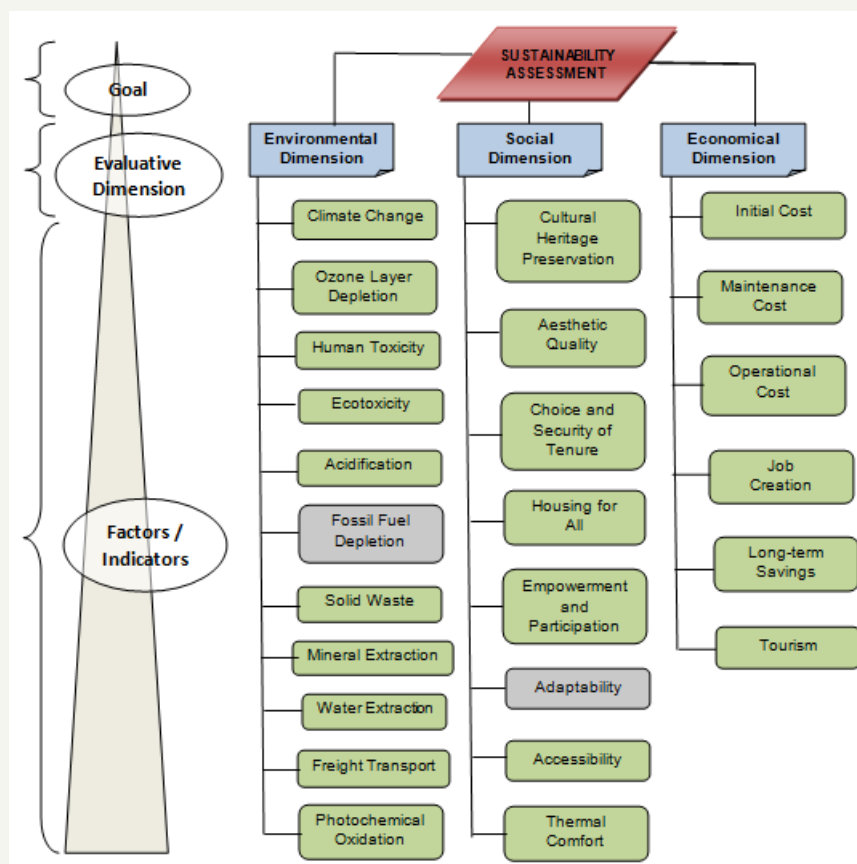 SUSTAINABILITY
ASSESSMENT
Goal
Evaluative
Dimension
Factors /
Indicators
Environmental
Dimension
Climate Change
Ozone Layer
Depletion
Human Toxicity
Ecotoxicity
Acidification
Fossil Fuel
Depletion
Solid Waste
Mineral Extraction
Water Extraction
Freight Transport
Photochemical
Oxidation
Social
Dimension
Cultural
Heritage
Preservation
Aesthetic
Quality
Choice and
Security of
Tenure
Housing for
All
Empowerment
and
Participation
Adaptability
Accessibility
Thermal
Comfort
Economical
Dimension
Initial Cost
Maintenance
Cost
Operational
Cost
Job
Creation
Long-term
Savings
Tourism